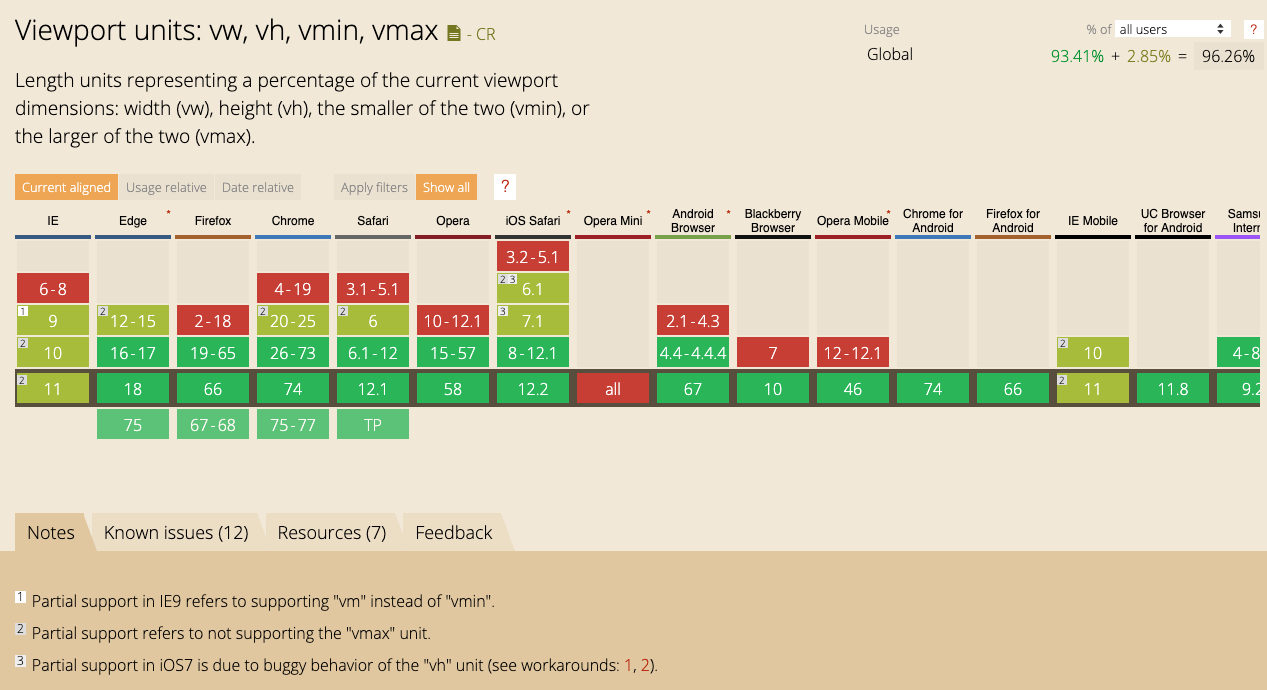 Viewport units: vw, vh, vmin, vmax - CR
Usage % of all users ?
Global 93.41% + 2.85% = 96.26%
Length units representing a percentage of the current viewport
dimensions: width (vw), height (vh), the smaller of the two (vmin), or
the larger of the two (vmax).
Current aligned Usage relative Date relative Apply filters Show all ?
IE Edge * Firefox Chrome Safari Opera iOS Safari * Opera Mini * Android Browser * Blackberry Browser Opera Mobile * Chrome for Android Firefox for Android IE Mobile UC Browser for Android Samsu Intern
3.2-5.1
6-8 4-19 3.1-5.1 2 3 6.1
1 9 2 12-15 2-18 2 20-25 2 6 10-12.1 3 7.1 2.1-4.3
2 10 16-17 19-65 26-73 6.1-12 15-57 8-12.1 4.4-4.4.4 7 12-12.1 2 10 4-8
2 11 18 66 74 12.1 58 12.2 all 67 10 46 74 66 2 11 11.8 9.2
75 67-68 75-77 TP
Notes Known issues (12) Resources (7) Feedback
1 Partial support in IE9 refers to supporting "vm" instead of "vmin".
2 Partial support refers to not supporting the "vmax" unit.
3 Partial support in iOS7 is due to buggy behavior of the "vh" unit (see workarounds: 1, 2).